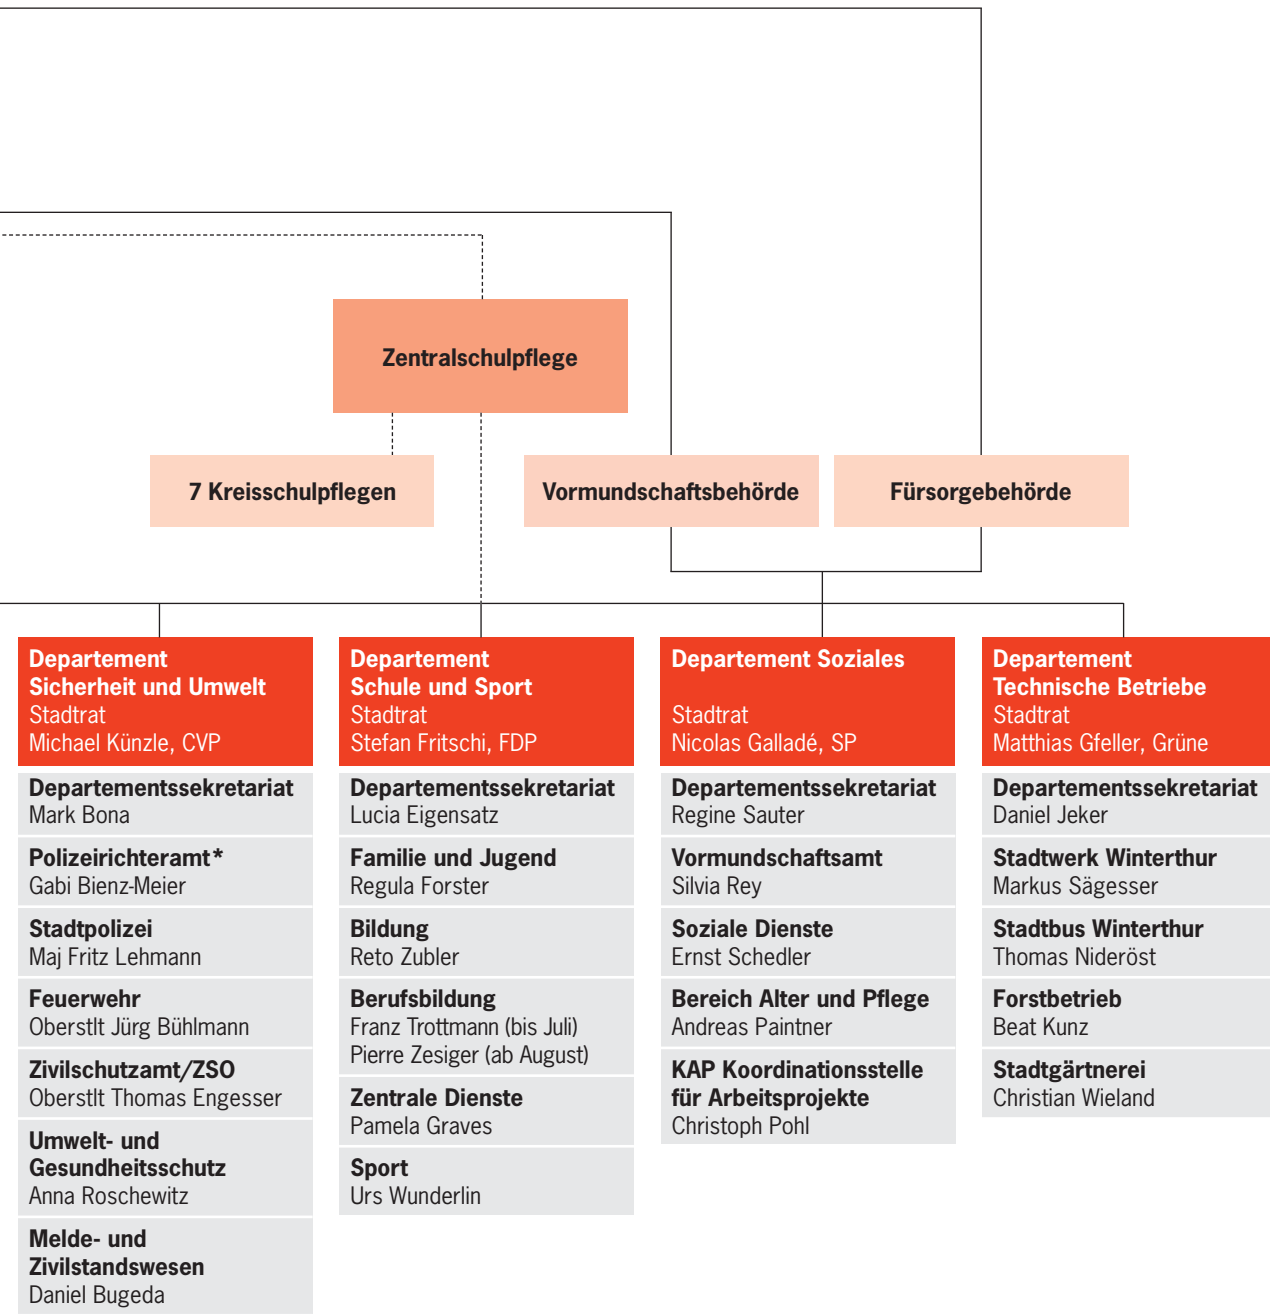 Zentralschulpflege
7 Kreisschulpflegen
Vormundschaftsbehörde
Fürsorgebehörde
Departement
Sicherheit und Umwelt
Stadtrat
Michael Künzle, CVP
Departementssekretariat
Mark Bona
Polizeirichteramt*
Gabi Bienz-Meier
Stadtpolizei
Maj Fritz Lehmann
Feuerwehr
Oberstlt Jürg Bühlmann
Zivilschutzamt/ZSO
Oberstlt Thomas Engesser
Umwelt- und
Gesundheitsschutz
Anna Roschewitz
Melde- und
Zivilstandswesen
Daniel Bugeda
Departement
Schule und Sport
Stadtrat
Stefan Fritschi, FDP
Departementssekretariat
Lucia Eigensatz
Familie und Jugend
Regula Forster
Bildung
Reto Zubler
Berufsbildung
Franz Trottmann (bis Juli)
Pierre Zesiger (ab August)
Zentrale Dienste
Pamela Graves
Sport
Urs Wunderlin
Departement Soziales
Stadtrat
Nicolas Galladé, SP
Departementssekretariat
Regine Sauter
Vormundschaftsamt
Silvia Rey
Soziale Dienste
Ernst Schedler
Bereich Alter und Pflege
Andreas Paintner
KAP Koordinationsstelle
für Arbeitsprojekte
Christoph Pohl
Departement
Technische Betriebe
Stadtrat
Matthias Gfeller, Grüne
Departementssekretariat
Daniel Jeker
Stadtwerk Winterthur
Markus Sägesser
Stadtbus Winterthur
Thomas Nideröst
Forstbetrieb
Beat Kunz
Stadtgärtnerei
Christian Wieland